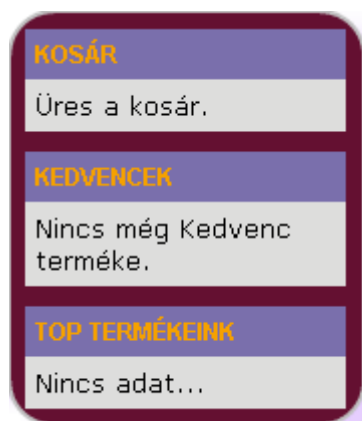 KOSÁR
Üres a kosár.
KEDVENCEK
Nincs még Kedvenc
terméke.
TOP TERMÉKEINK
Nincs adat...